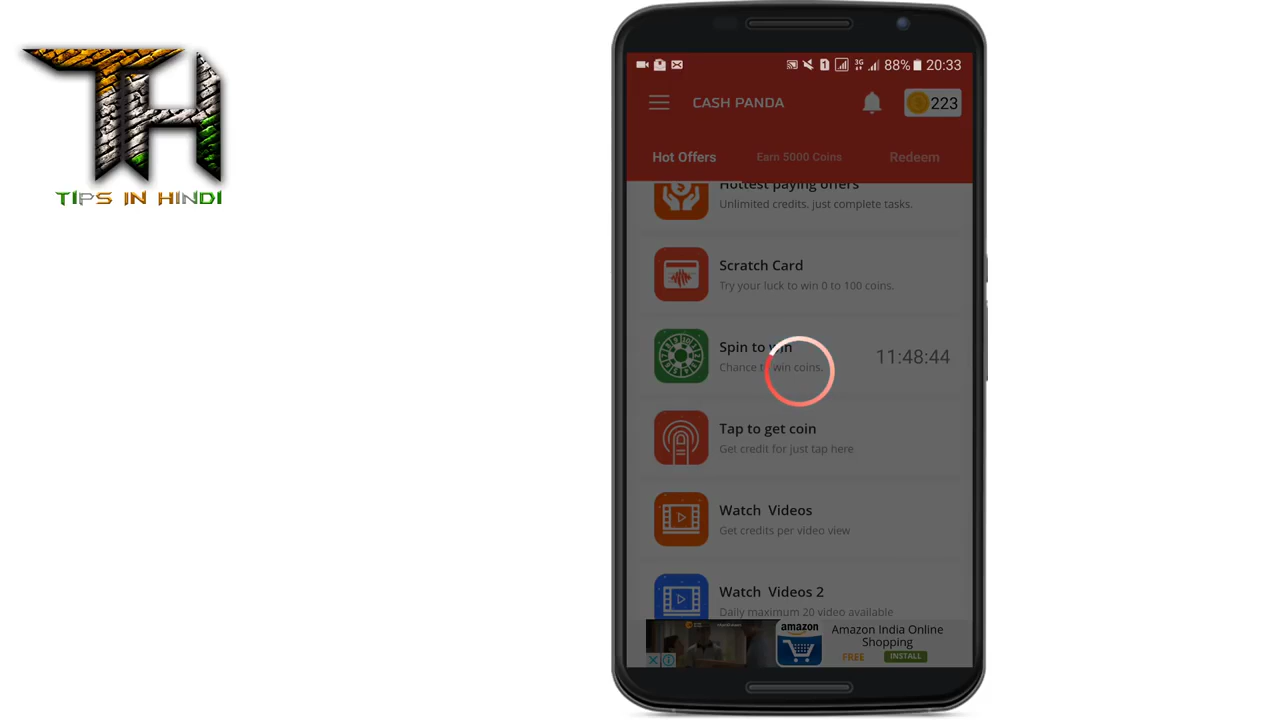 TH
TIPS IN HINDI
1 3G 88% 20:33
CASH PANDA
223
Hot Offers Earn 5000 Coins Redeem
Hottest paying offers
Unlimited credits. just complete tasks.
Scratch Card
Try your luck to win 0 to 100 coins.
Spin to win
Chance to win coins.
11:48:44
Tap to get coin
Get credit for just tap here
Watch Videos
Get credits per video view
Watch Videos 2
Daily maximum 20 video available
amazon
Amazon India Online
Shopping
FREE INSTALL